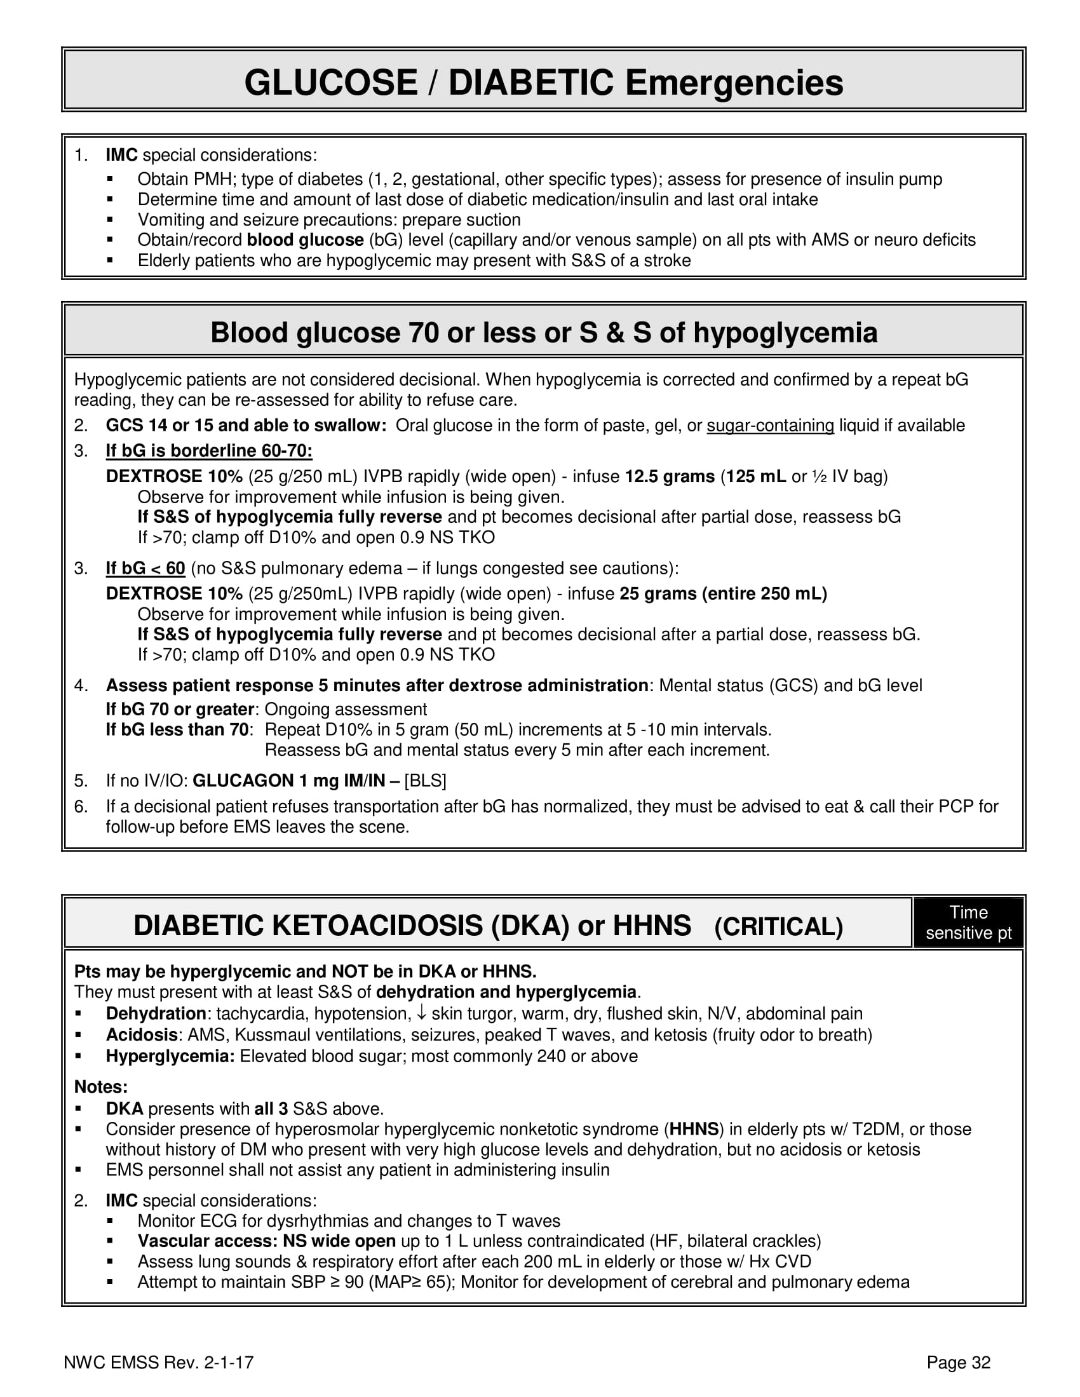 GLUCOSE / DIABETIC Emergencies
1. IMC special considerations:
▪ Obtain PMH; type of diabetes (1, 2, gestational, other specific types); assess for presence of insulin pump
▪ Determine time and amount of last dose of diabetic medication/insulin and last oral intake
▪ Vomiting and seizure precautions: prepare suction
▪ Obtain/record blood glucose (bG) level (capillary and/or venous sample) on all pts with AMS or neuro deficits
▪ Elderly patients who are hypoglycemic may present with S&S of a stroke
Blood glucose 70 or less or S & S of hypoglycemia
Hypoglycemic patients are not considered decisional. When hypoglycemia is corrected and confirmed by a repeat bG
reading, they can be re-assessed for ability to refuse care.
2. GCS 14 or 15 and able to swallow: Oral glucose in the form of paste, gel, or sugar-containing liquid if available
3. If bG is borderline 60-70:
DEXTROSE 10% (25 g/250 mL) IVPB rapidly (wide open) - infuse 12.5 grams (125 mL or ½ IV bag)
Observe for improvement while infusion is being given.
If S&S of hypoglycemia fully reverse and pt becomes decisional after partial dose, reassess bG
If >70; clamp off D10% and open 0.9 NS TKO
3. If bG < 60 (no S&S pulmonary edema – if lungs congested see cautions):
DEXTROSE 10% (25 g/250mL) IVPB rapidly (wide open) - infuse 25 grams (entire 250 mL)
Observe for improvement while infusion is being given.
If S&S of hypoglycemia fully reverse and pt becomes decisional after a partial dose, reassess bG.
If >70; clamp off D10% and open 0.9 NS TKO
4. Assess patient response 5 minutes after dextrose administration: Mental status (GCS) and bG level
If bG 70 or greater: Ongoing assessment
If bG less than 70: Repeat D10% in 5 gram (50 mL) increments at 5 -10 min intervals.
Reassess bG and mental status every 5 min after each increment.
5. If no IV/IO: GLUCAGON 1 mg IM/IN – [BLS]
6. If a decisional patient refuses transportation after bG has normalized, they must be advised to eat & call their PCP for
follow-up before EMS leaves the scene.
DIABETIC KETOACIDOSIS (DKA) or HHNS (CRITICAL)
Time
sensitive pt
Pts may be hyperglycemic and NOT be in DKA or HHNS.
They must present with at least S&S of dehydration and hyperglycemia.
▪ Dehydration: tachycardia, hypotension, ↓ skin turgor, warm, dry, flushed skin, N/V, abdominal pain
▪ Acidosis: AMS, Kussmaul ventilations, seizures, peaked T waves, and ketosis (fruity odor to breath)
▪ Hyperglycemia: Elevated blood sugar; most commonly 240 or above
Notes:
▪ DKA presents with all 3 S&S above.
▪ Consider presence of hyperosmolar hyperglycemic nonketotic syndrome (HHNS) in elderly pts w/ T2DM, or those
without history of DM who present with very high glucose levels and dehydration, but no acidosis or ketosis
▪ EMS personnel shall not assist any patient in administering insulin
2. IMC special considerations:
▪ Monitor ECG for dysrhythmias and changes to T waves
▪ Vascular access: NS wide open up to 1 L unless contraindicated (HF, bilateral crackles)
▪ Assess lung sounds & respiratory effort after each 200 mL in elderly or those w/ Hx CVD
▪ Attempt to maintain SBP ≥ 90 (MAP≥ 65); Monitor for development of cerebral and pulmonary edema
NWC EMSS Rev. 2-1-17
Page 32